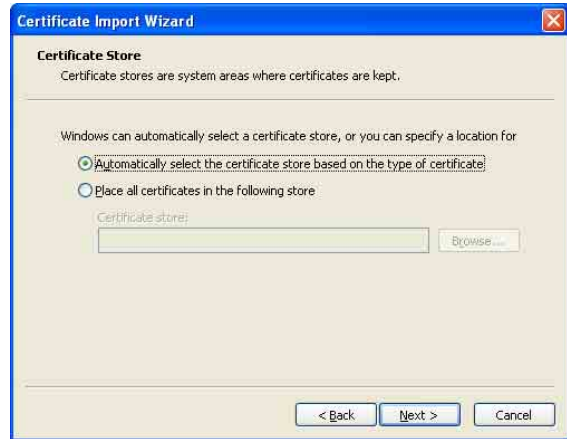 Certificate Import Wizard
Certificate Store
Certificate stores are system areas where certificates are kept.
Windows can automatically select a certificate store, or you can specify a location for
Automatically select the certificate store based on the type of certificate
Place all certificates in the following store
Certificate store:
Browse...
< Back
Next >
Cancel